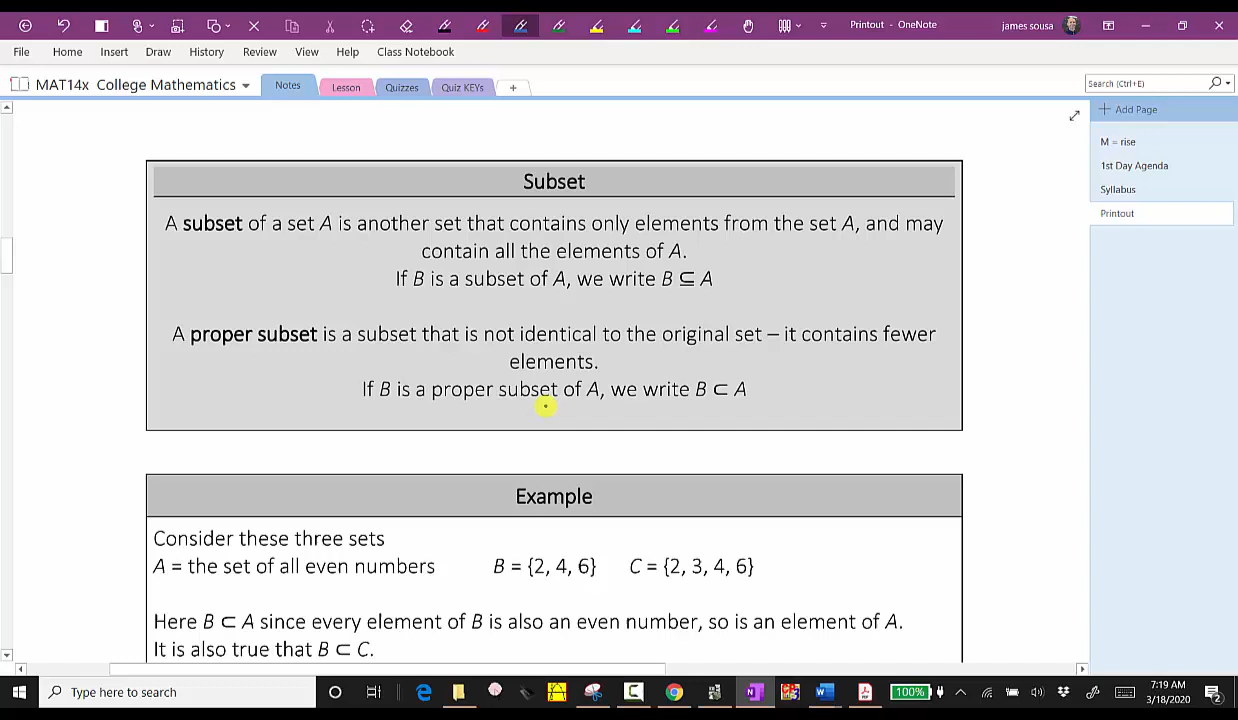 Printout - OneNote
james sousa
File Home Insert Draw History Review View Help Class Notebook
MAT14x College Mathematics Notes Lesson Quizzes Quiz KEYs +
Search (Ctrl+E)
Add Page
M = rise
1st Day Agenda
Syllabus
Printout
Subset
A subset of a set A is another set that contains only elements from the set A, and may
contain all the elements of A.
If B is a subset of A, we write B ⊆ A
A proper subset is a subset that is not identical to the original set – it contains fewer
elements.
If B is a proper subset of A, we write B ⊂ A
Example
Consider these three sets
A = the set of all even numbers B = {2, 4, 6} C = {2, 3, 4, 6}
Here B ⊂ A since every element of B is also an even number, so is an element of A.
It is also true that B ⊂ C.
Type here to search
100%
7:19 AM
3/18/2020
2